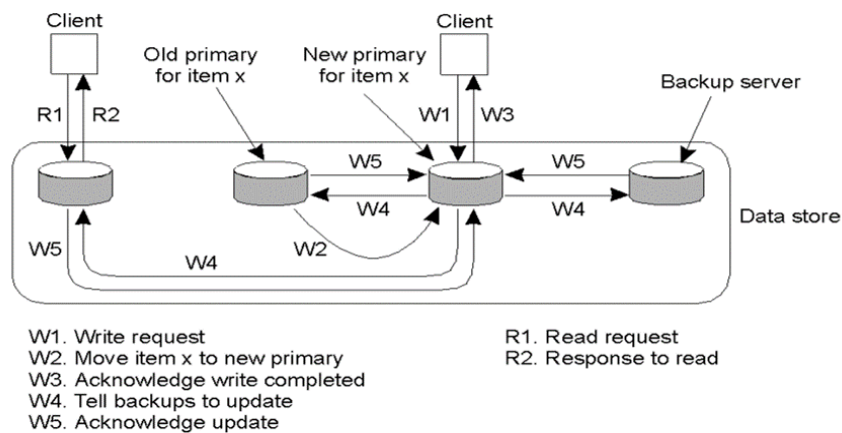 Client
Client
Old primary
for item x
New primary
for item x
Backup server
R1
R2
W1
W3
W5
W5
W4
W4
Data store
W5
W2
W4
W1. Write request
W2. Move item x to new primary
W3. Acknowledge write completed
W4. Tell backups to update
W5. Acknowledge update
R1. Read request
R2. Response to read